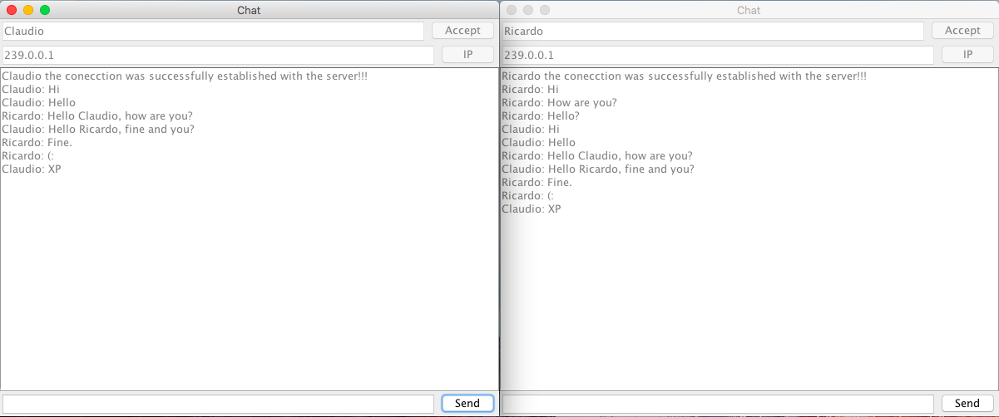 Chat
Claudio
Accept
239.0.0.1
IP
Claudio the conecction was successfully established with the server!!!
Claudio: Hi
Claudio: Hello
Ricardo: Hello Claudio, how are you?
Claudio: Hello Ricardo, fine and you?
Ricardo: Fine.
Ricardo: (:
Claudio: XP
Send
Chat
Ricardo
Accept
239.0.0.1
IP
Ricardo the conecction was successfully established with the server!!!
Ricardo: Hi
Ricardo: How are you?
Ricardo: Hello?
Claudio: Hi
Claudio: Hello
Ricardo: Hello Claudio, how are you?
Claudio: Hello Ricardo, fine and you?
Ricardo: Fine.
Ricardo: (:
Claudio: XP
Send